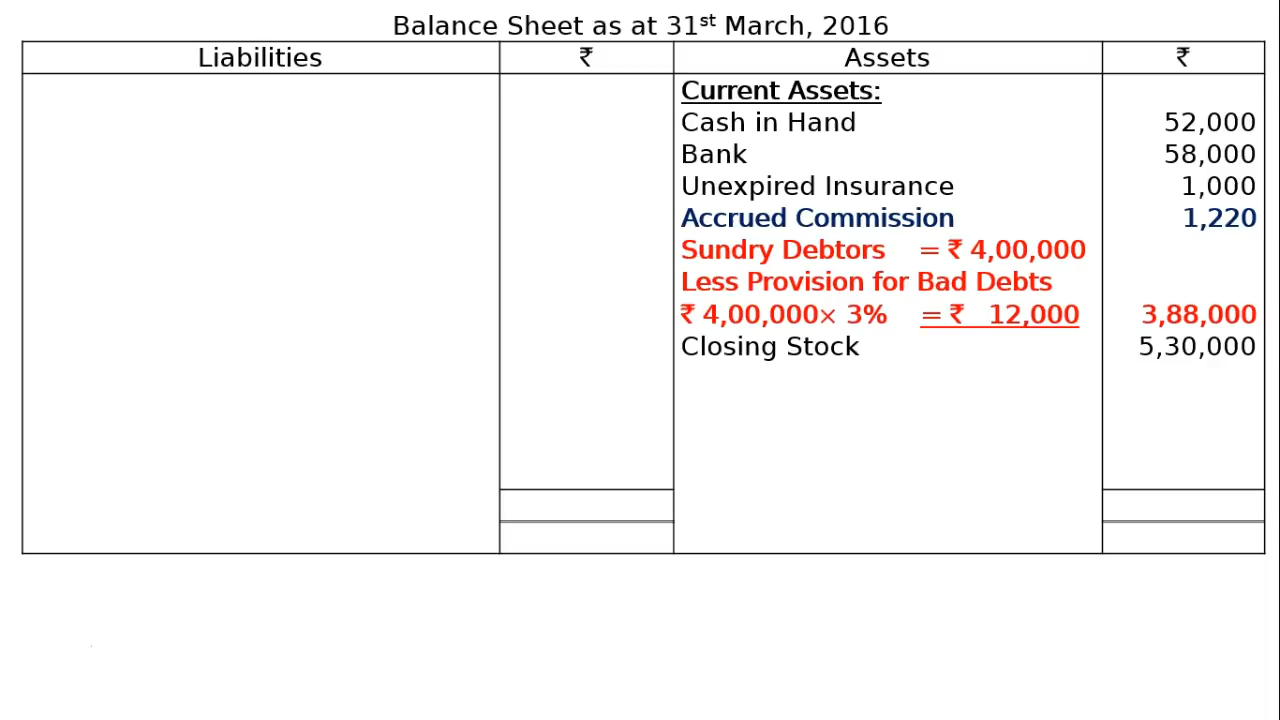 Balance Sheet as at 31st March, 2016
Liabilities ₹ Assets ₹
Current Assets:
Cash in Hand 52,000
Bank 58,000
Unexpired Insurance 1,000
Accrued Commission 1,220
Sundry Debtors = ₹ 4,00,000
Less Provision for Bad Debts
₹ 4,00,000× 3% = ₹ 12,000 3,88,000
Closing Stock 5,30,000